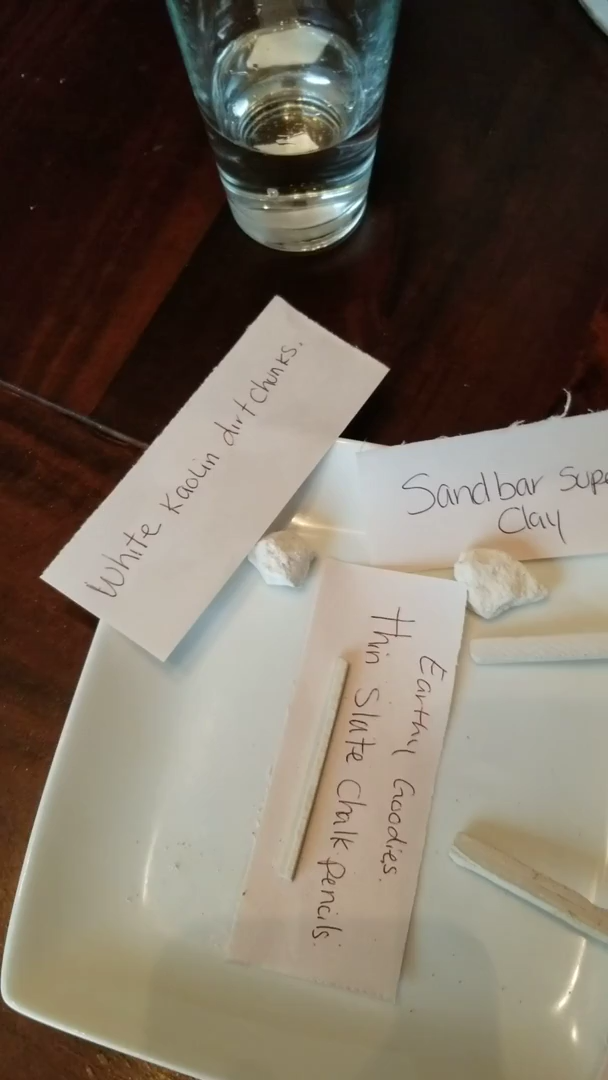 White Kaolin dirt chunks.
Sandbar
Clay
Earthy Goodies.
thin Slate Chalk Pencils.